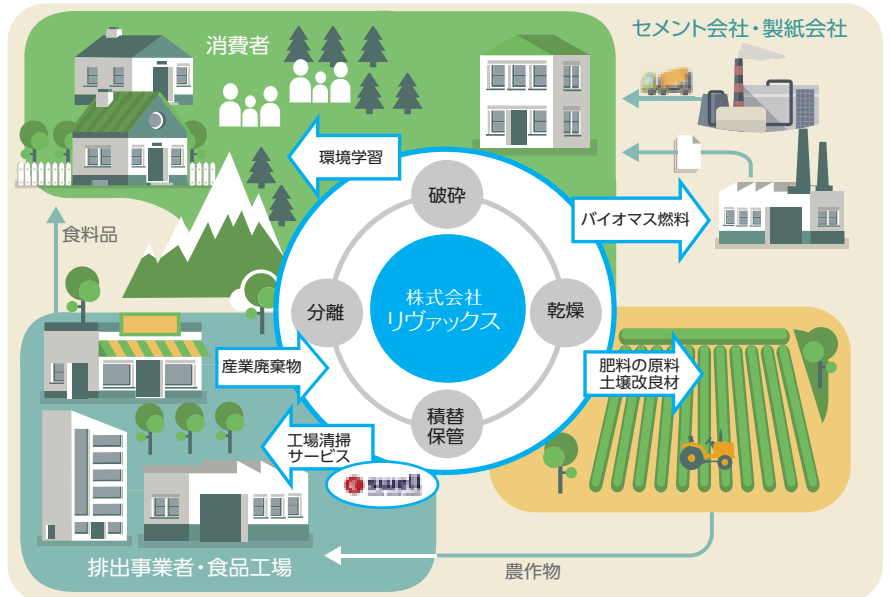 消費者
セメント会社・製紙会社
環境学習
破砕
バイオマス燃料
食料品
分離
株式会社
リヴァックス
乾燥
産業廃棄物
肥料の原料
土壌改良材
積替
保管
工場清掃
サービス
swell
排出事業者・食品工場
農作物